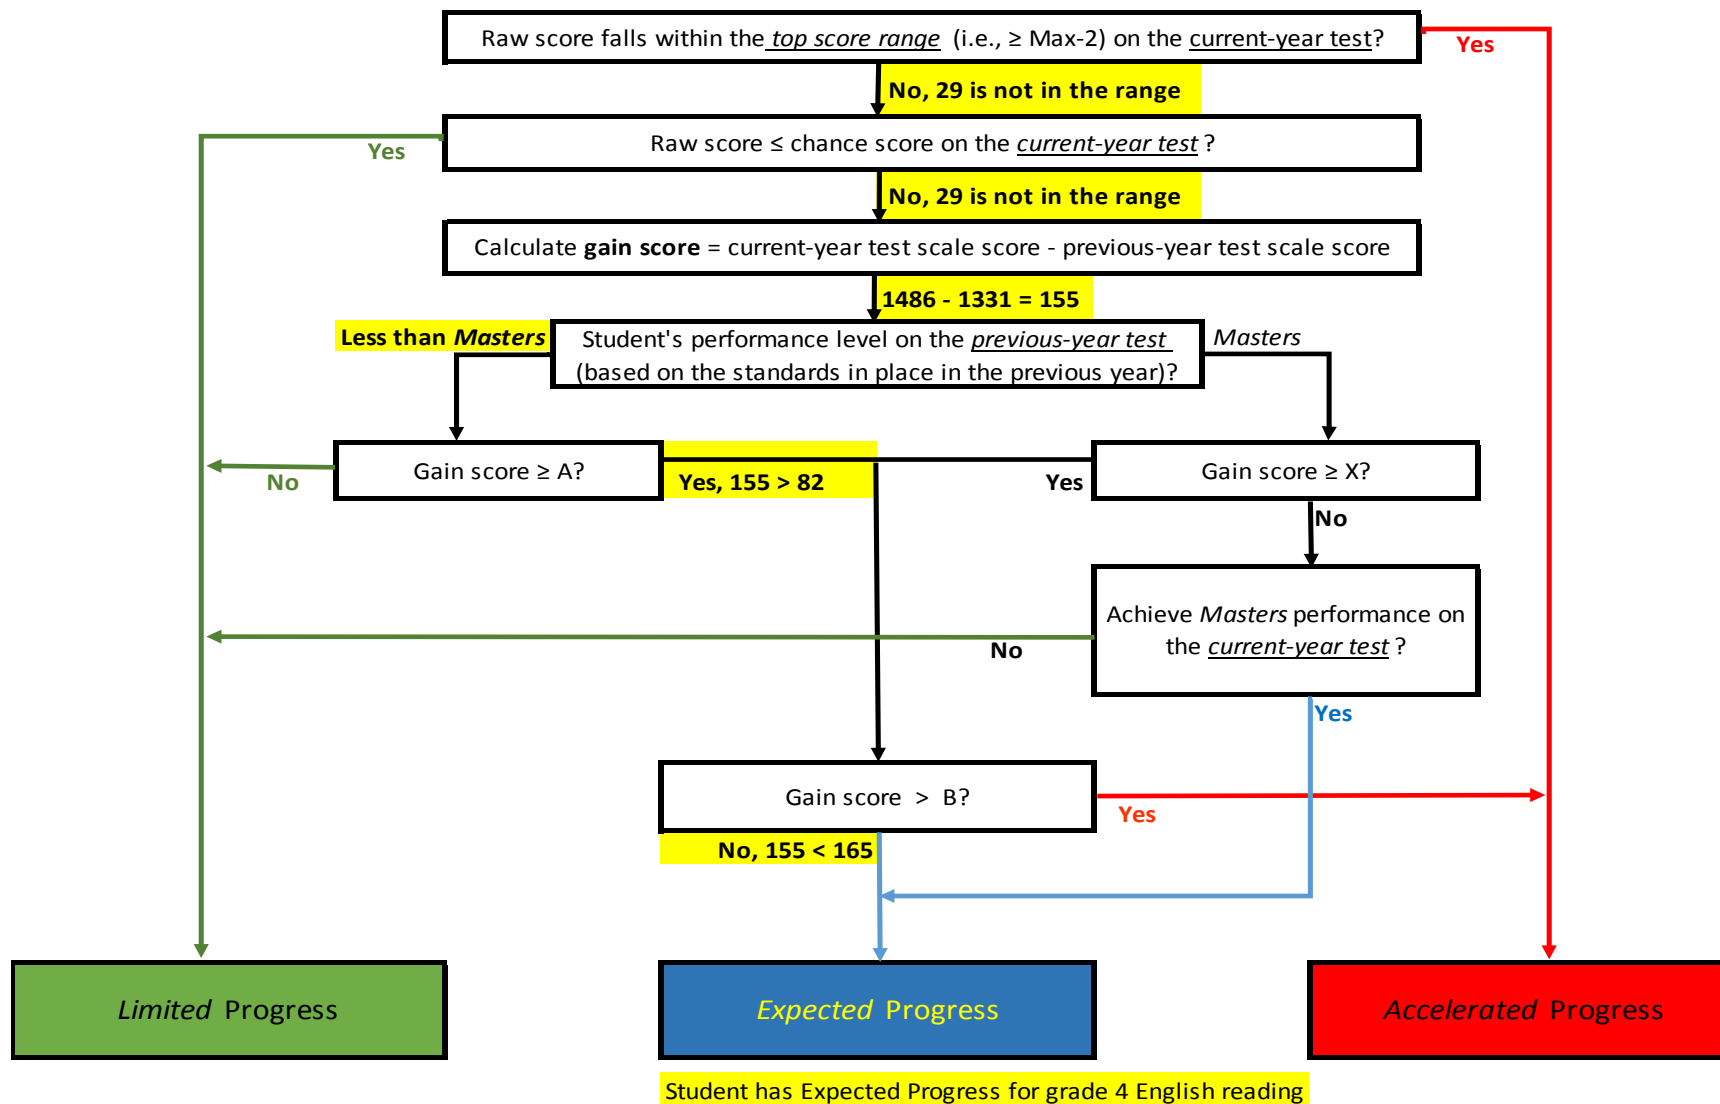 Raw score falls within the top score range (i.e., ≥ Max-2) on the current-year test?
Yes
No, 29 is not in the range
Raw score ≤ chance score on the current-year test ?
Yes
No, 29 is not in the range
Calculate gain score = current-year test scale score - previous-year test scale score
1486 - 1331 = 155
Less than Masters
Student's performance level on the previous-year test
(based on the standards in place in the previous year)?
Masters
Gain score ≥ A?
No
Yes, 155 > 82
Yes
Gain score ≥ X?
No
Achieve Masters performance on
the current-year test ?
No
Yes
Gain score > B?
Yes
No, 155 < 165
Limited Progress
Expected Progress
Accelerated Progress
Student has Expected Progress for grade 4 English reading